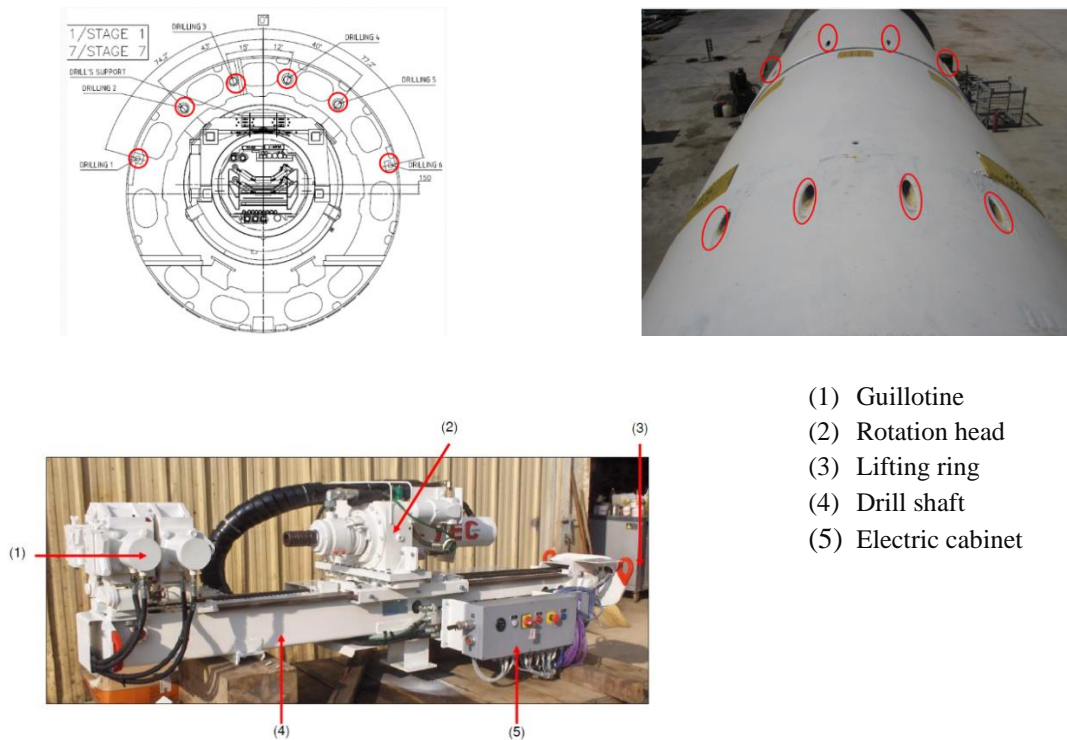 1/STAGE 1
7/STAGE 7
DRILLING 3
DRILLING 4
74,2°
43°
15°
12°
40°
77,2°
DRILL'S SUPPORT
DRILLING 2
DRILLING 5
DRILLING 1
DRILLING 6
150
(1) Guillotine
(2) Rotation head
(3) Lifting ring
(4) Drill shaft
(5) Electric cabinet
(2)
(3)
(1)
TEC
(4)
(5)